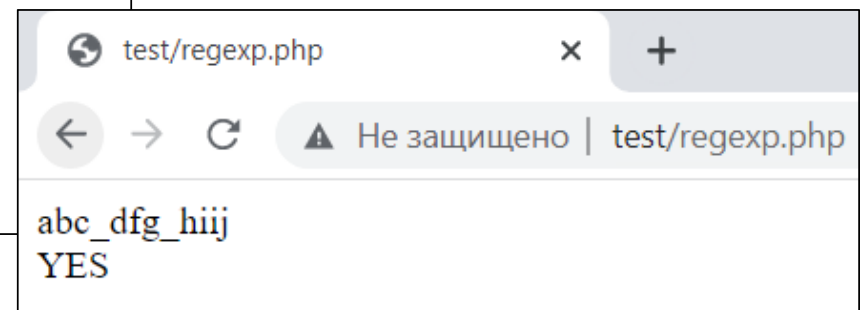 test/regexp.php
Не защищено | test/regexp.php
abc_dfg_hiij
YES